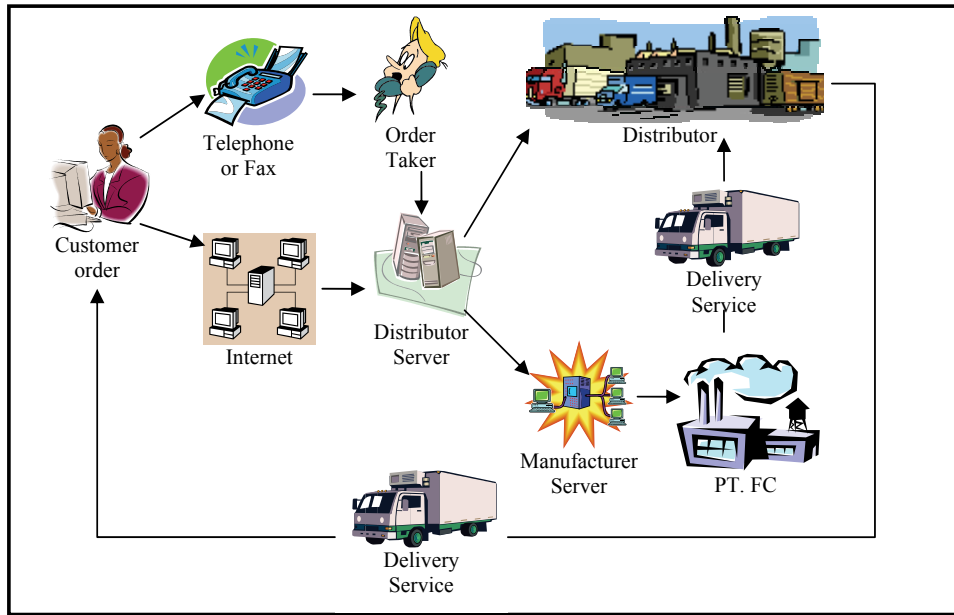 Telephone
or Fax
Order
Taker
Distributor
Customer
order
Internet
Distributor
Server
Delivery
Service
Manufacturer
Server
PT. FC
Delivery
Service